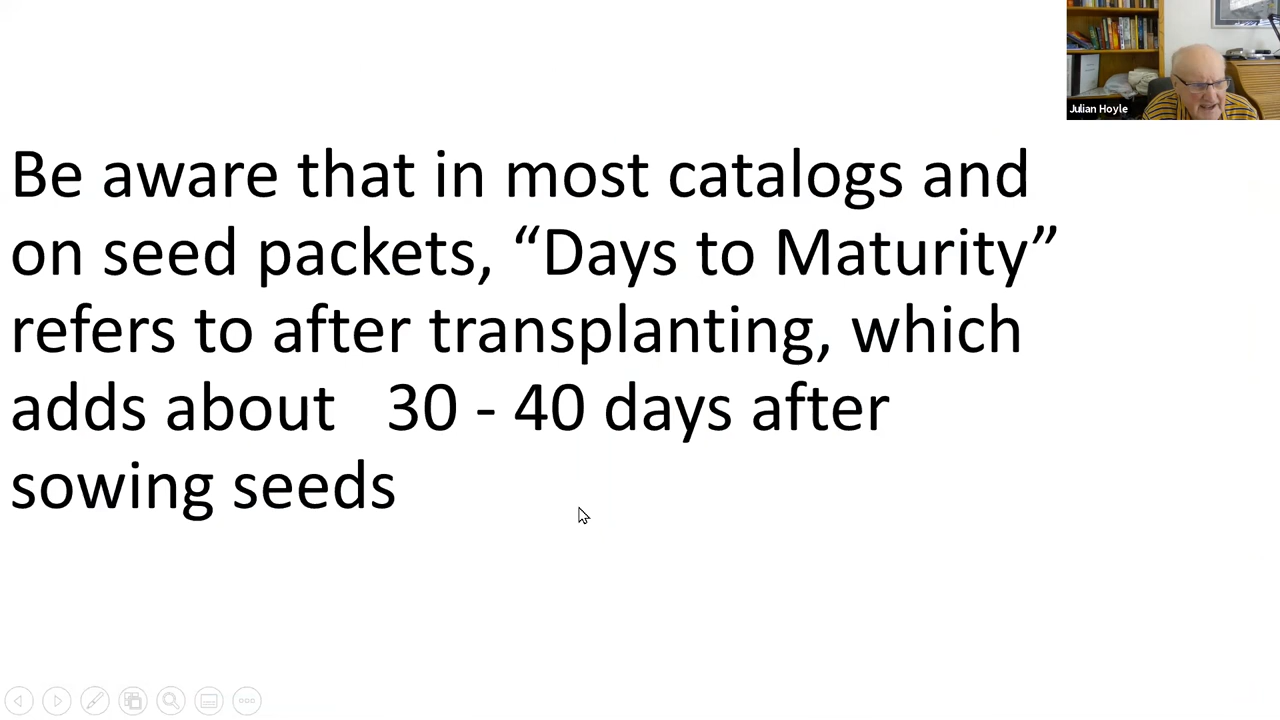 Julian Hoyle
Be aware that in most catalogs and
on seed packets, “Days to Maturity”
refers to after transplanting, which
adds about   30 - 40 days after
sowing seeds